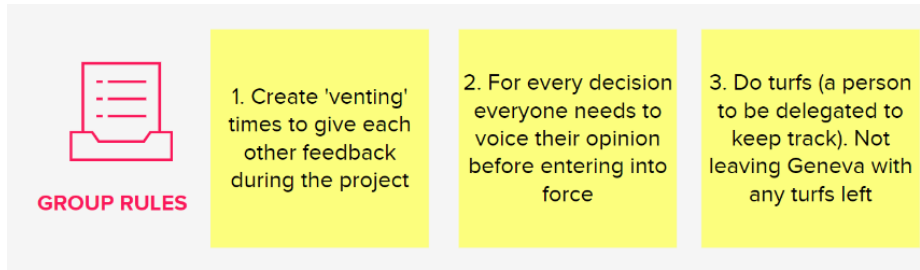 GROUP RULES
1. Create 'venting'
times to give each
other feedback
during the project
2. For every decision
everyone needs to
voice their opinion
before entering into
force
3. Do turfs (a person
to be delegated to
keep track). Not
leaving Geneva with
any turfs left